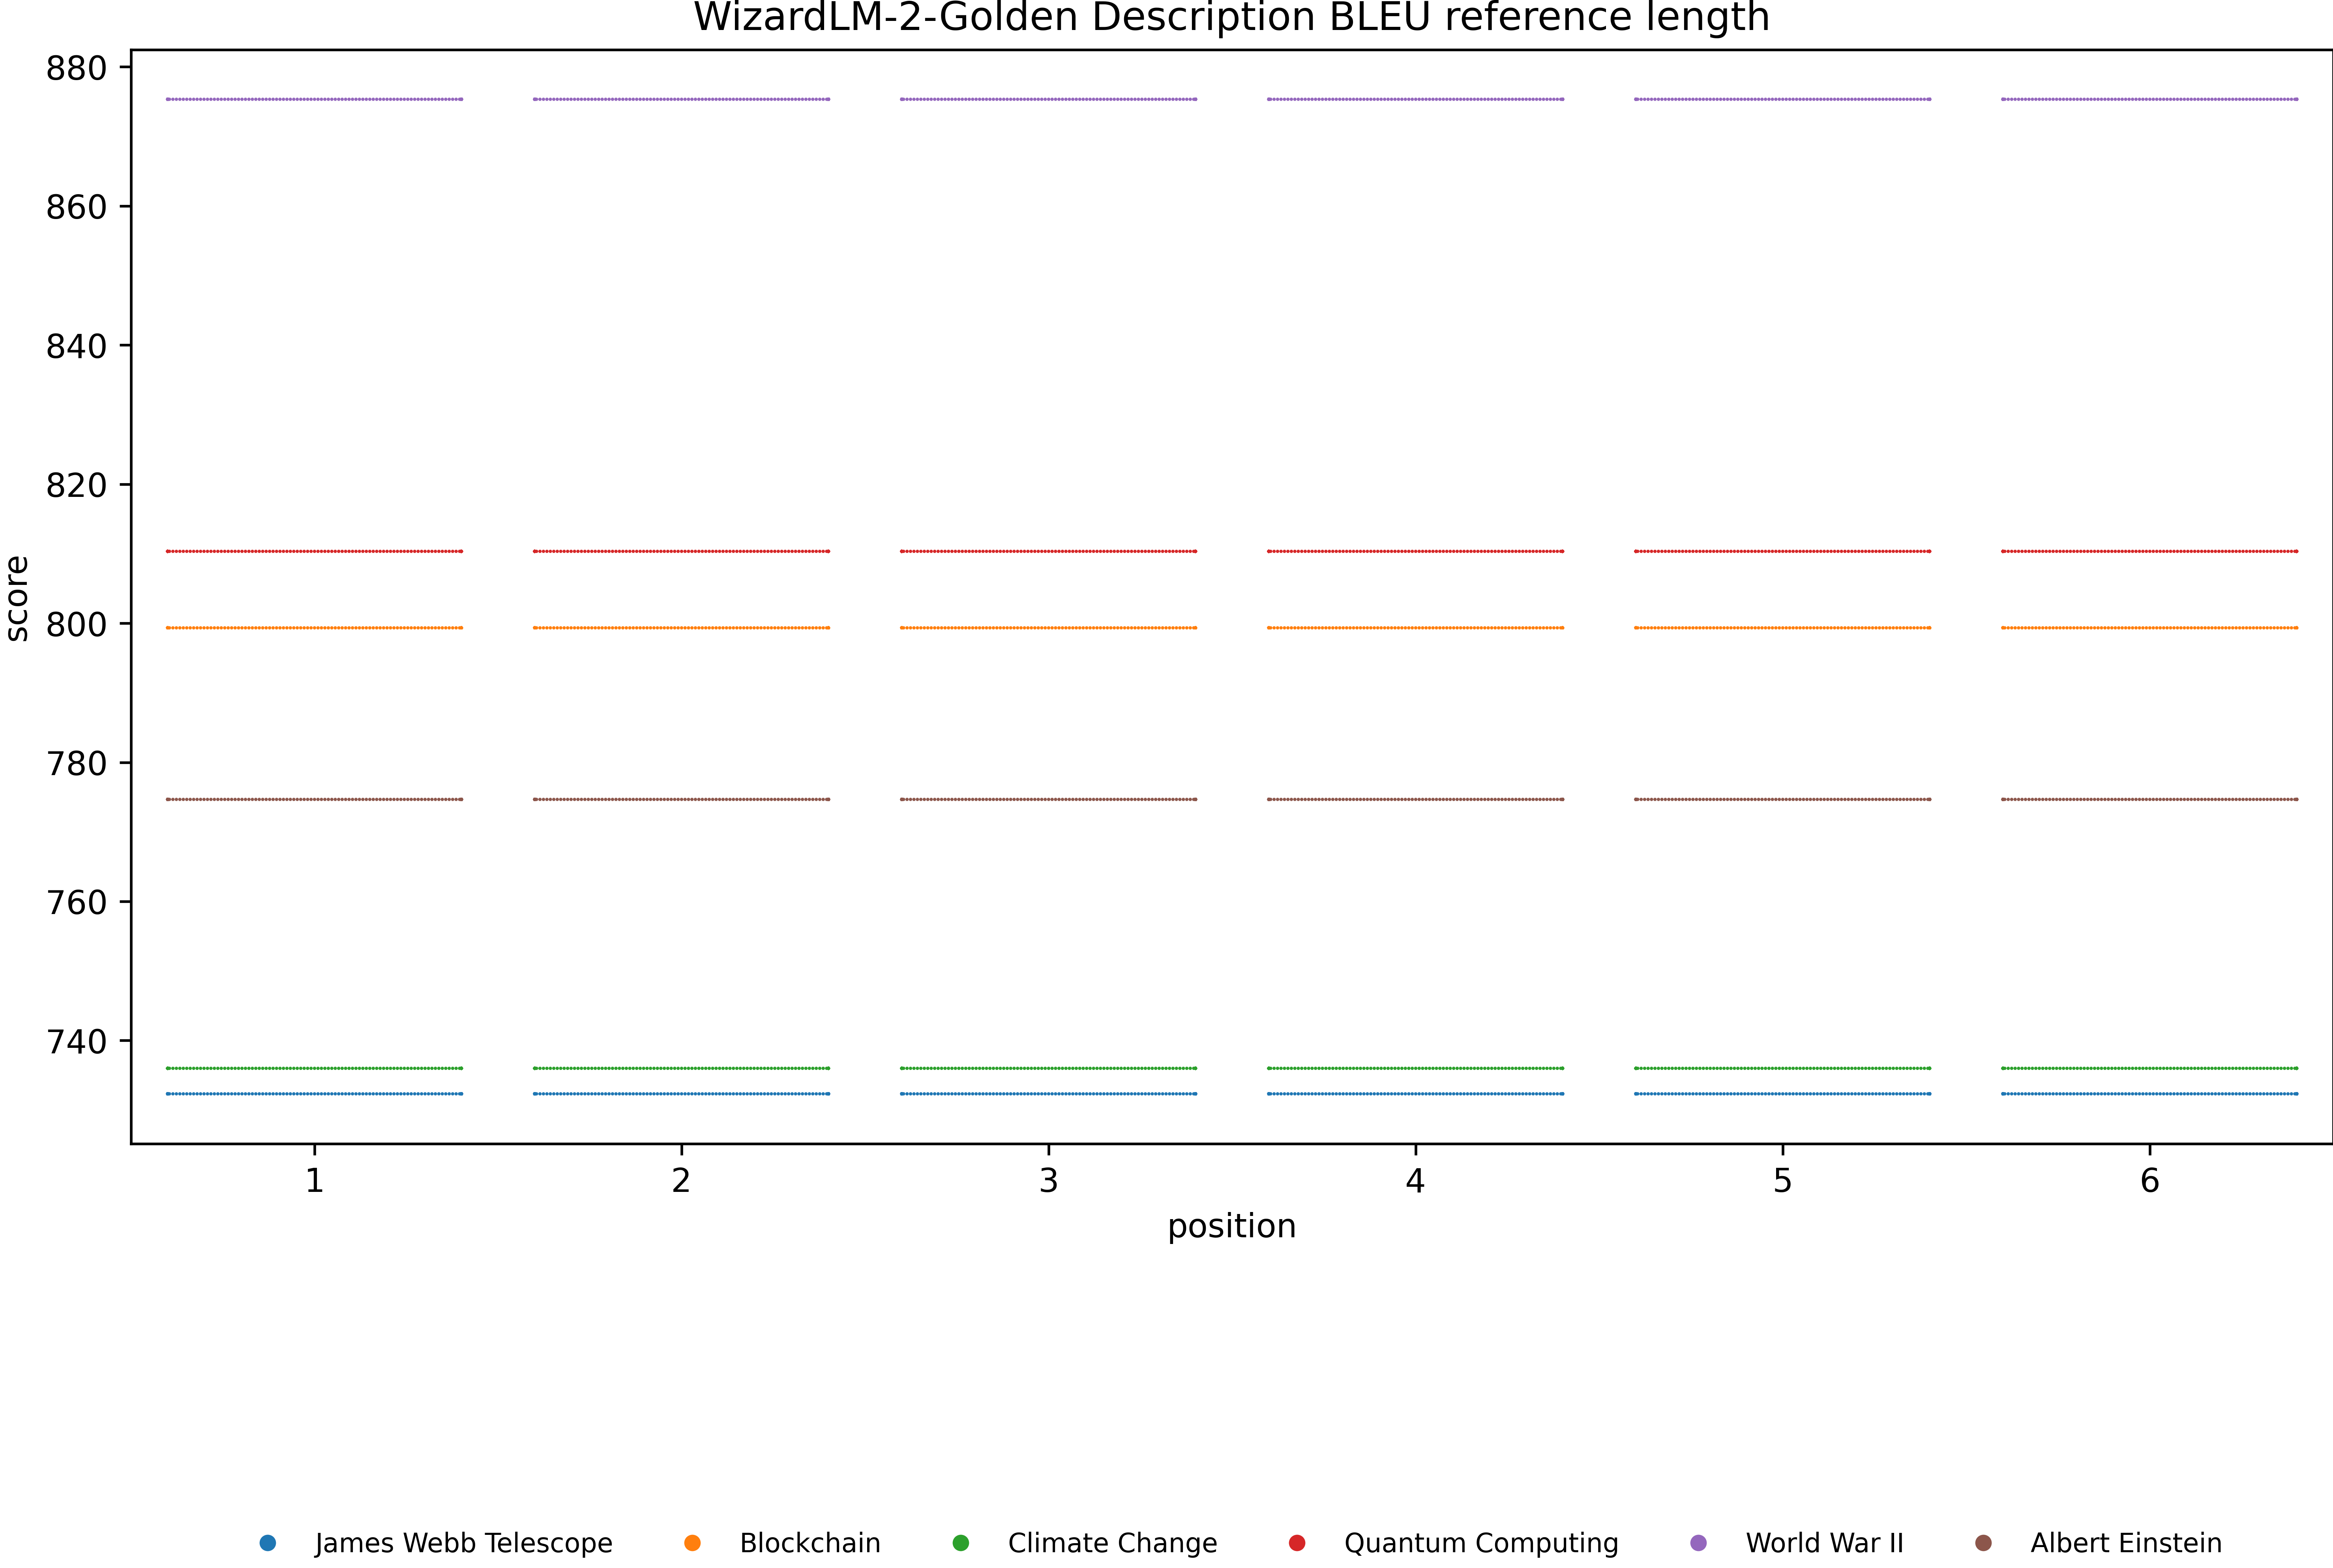 WizardLM-2-Golden Description BLEU reference length
880
860
840
820
800
780
760
740
score
1 2 3 4 5 6
position
James Webb Telescope Blockchain Climate Change Quantum Computing World War II Albert Einstein